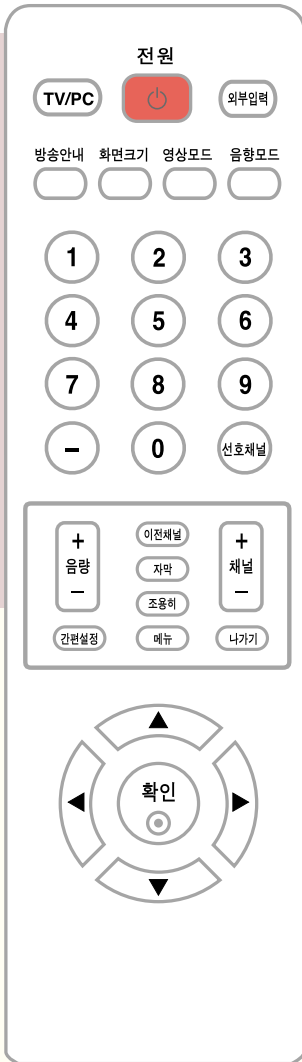 전원
TV/PC 외부입력
방송안내 화면크기 영상모드 음향모드
1 2 3
4 5 6
7 8 9
– 0 선호채널
+ 이전채널 +
음량 자막 채널
– 조용히 –
간편설정 메뉴 나가기
확인